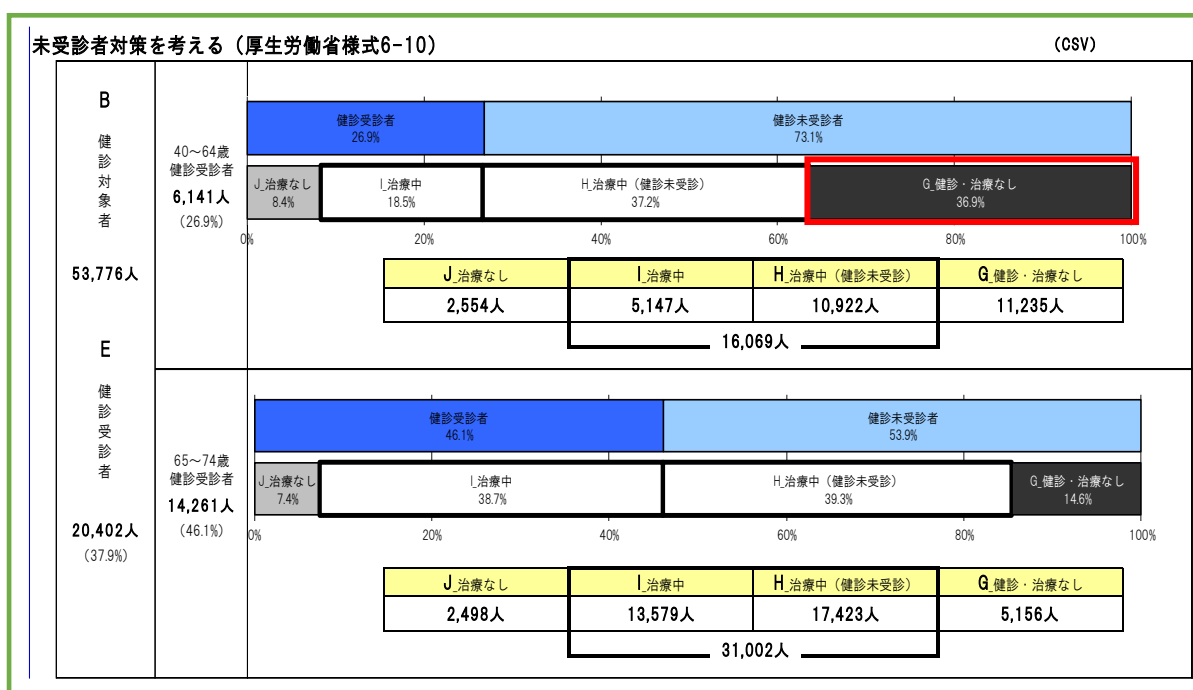 未受診者対策を考える（厚生労働省様式6-10）
(CSV)
B
健診対象者
53,776人
E
健診受診者
20,402人
(37.9%)
40～64歳
健診受診者
6,141人
(26.9%)
健診受診者
26.9%
健診未受診者
73.1%
J_治療なし
8.4%
I_治療中
18.5%
H_治療中（健診未受診）
37.2%
G_健診・治療なし
36.9%
0% 20% 40% 60% 80% 100%
J_治療なし I_治療中 H_治療中（健診未受診） G_健診・治療なし
2,554人 5,147人 10,922人 11,235人
16,069人
65～74歳
健診受診者
14,261人
(46.1%)
健診受診者
46.1%
健診未受診者
53.9%
J_治療なし
7.4%
I_治療中
38.7%
H_治療中（健診未受診）
39.3%
G_健診・治療なし
14.6%
0% 20% 40% 60% 80% 100%
J_治療なし I_治療中 H_治療中（健診未受診） G_健診・治療なし
2,498人 13,579人 17,423人 5,156人
31,002人